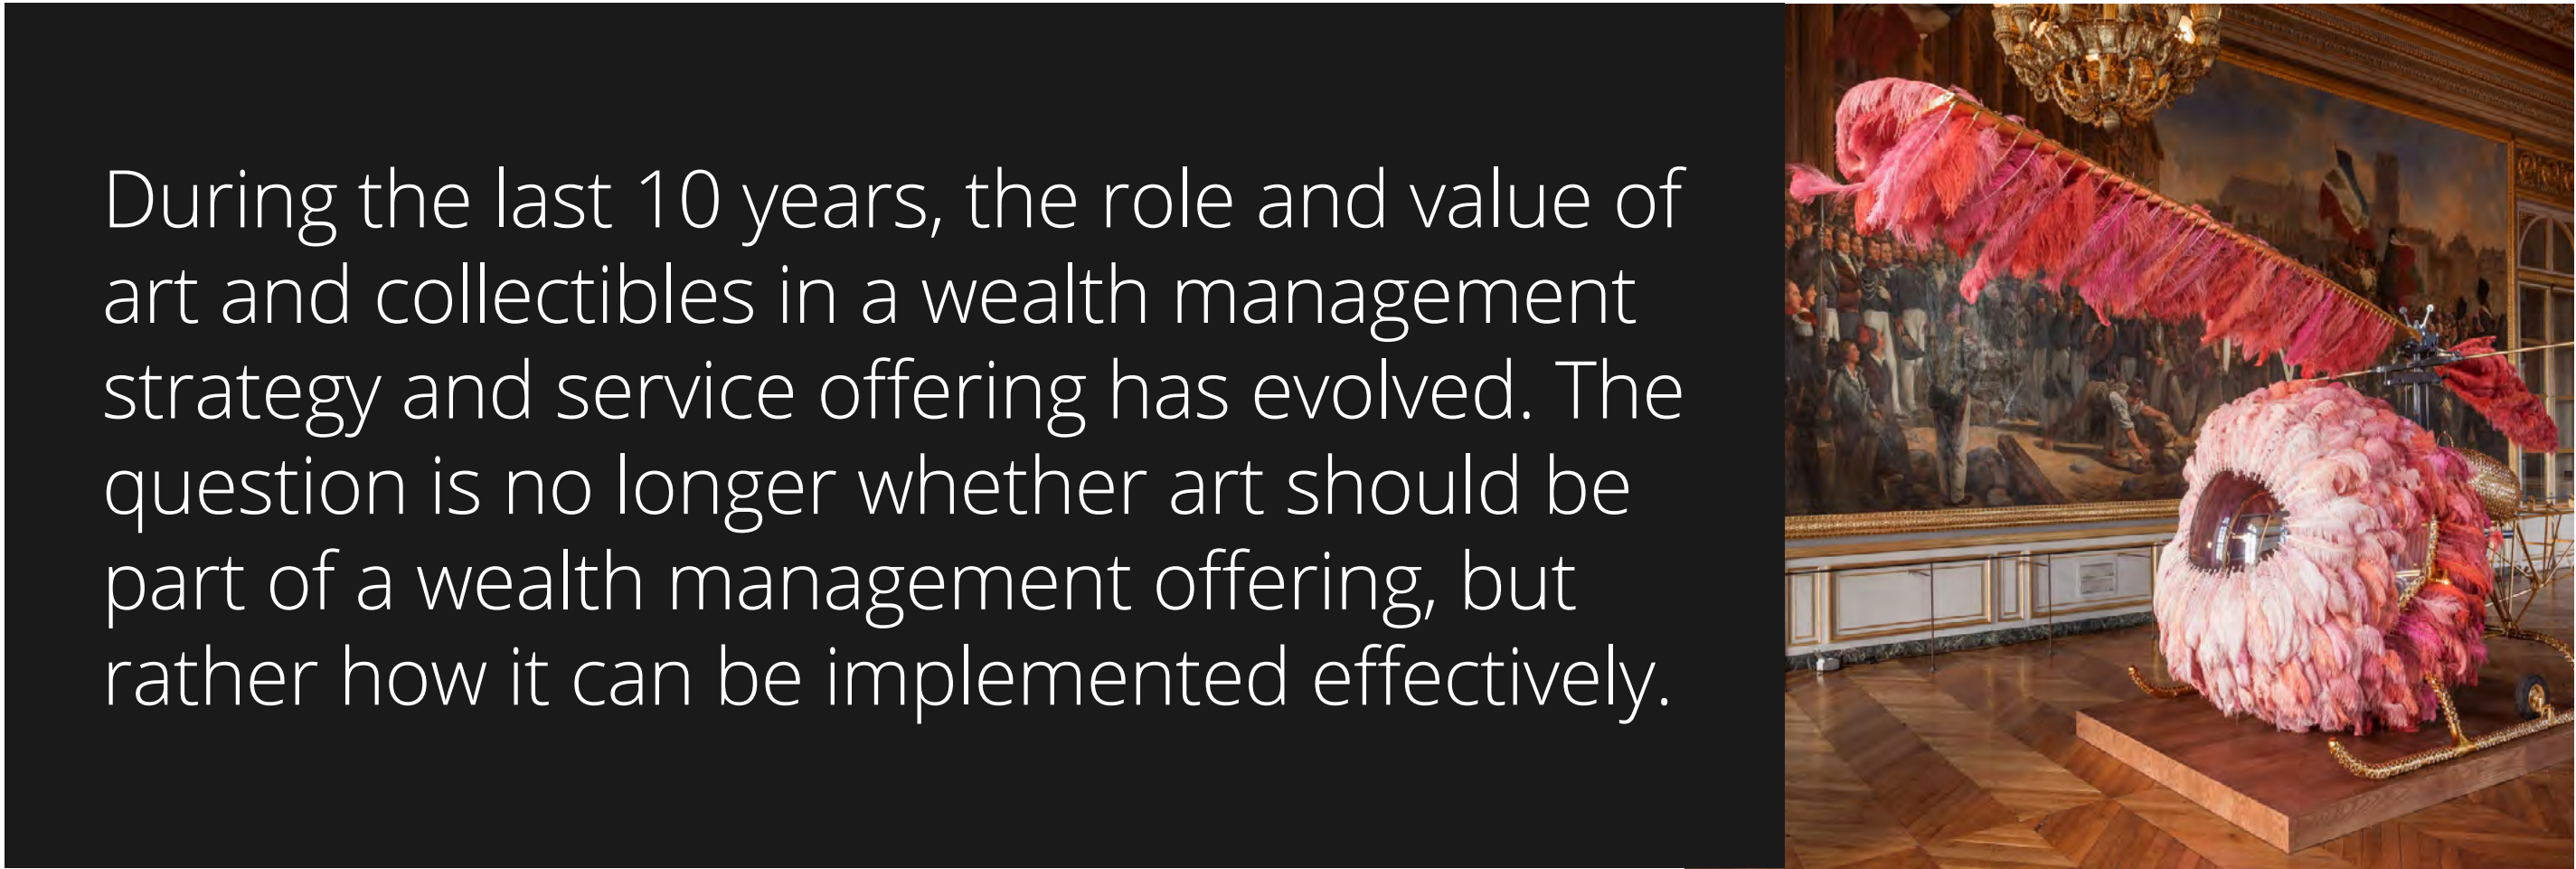 During the last 10 years, the role and value of
art and collectibles in a wealth management
strategy and service offering has evolved. The
question is no longer whether art should be
part of a wealth management offering, but
rather how it can be implemented effectively.